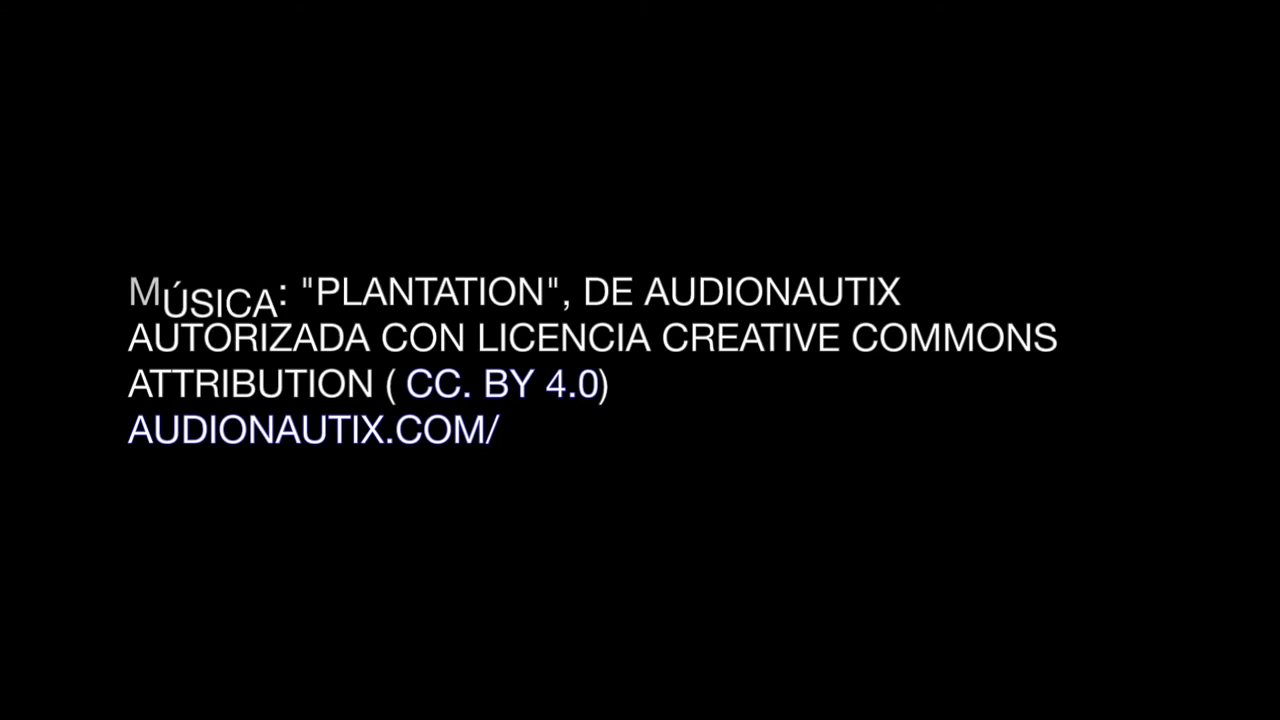 MÚSICA: "PLANTATION", DE AUDIONAUTIX
AUTORIZADA CON LICENCIA CREATIVE COMMONS
ATTRIBUTION ( CC. BY 4.0)
AUDIONAUTIX.COM/